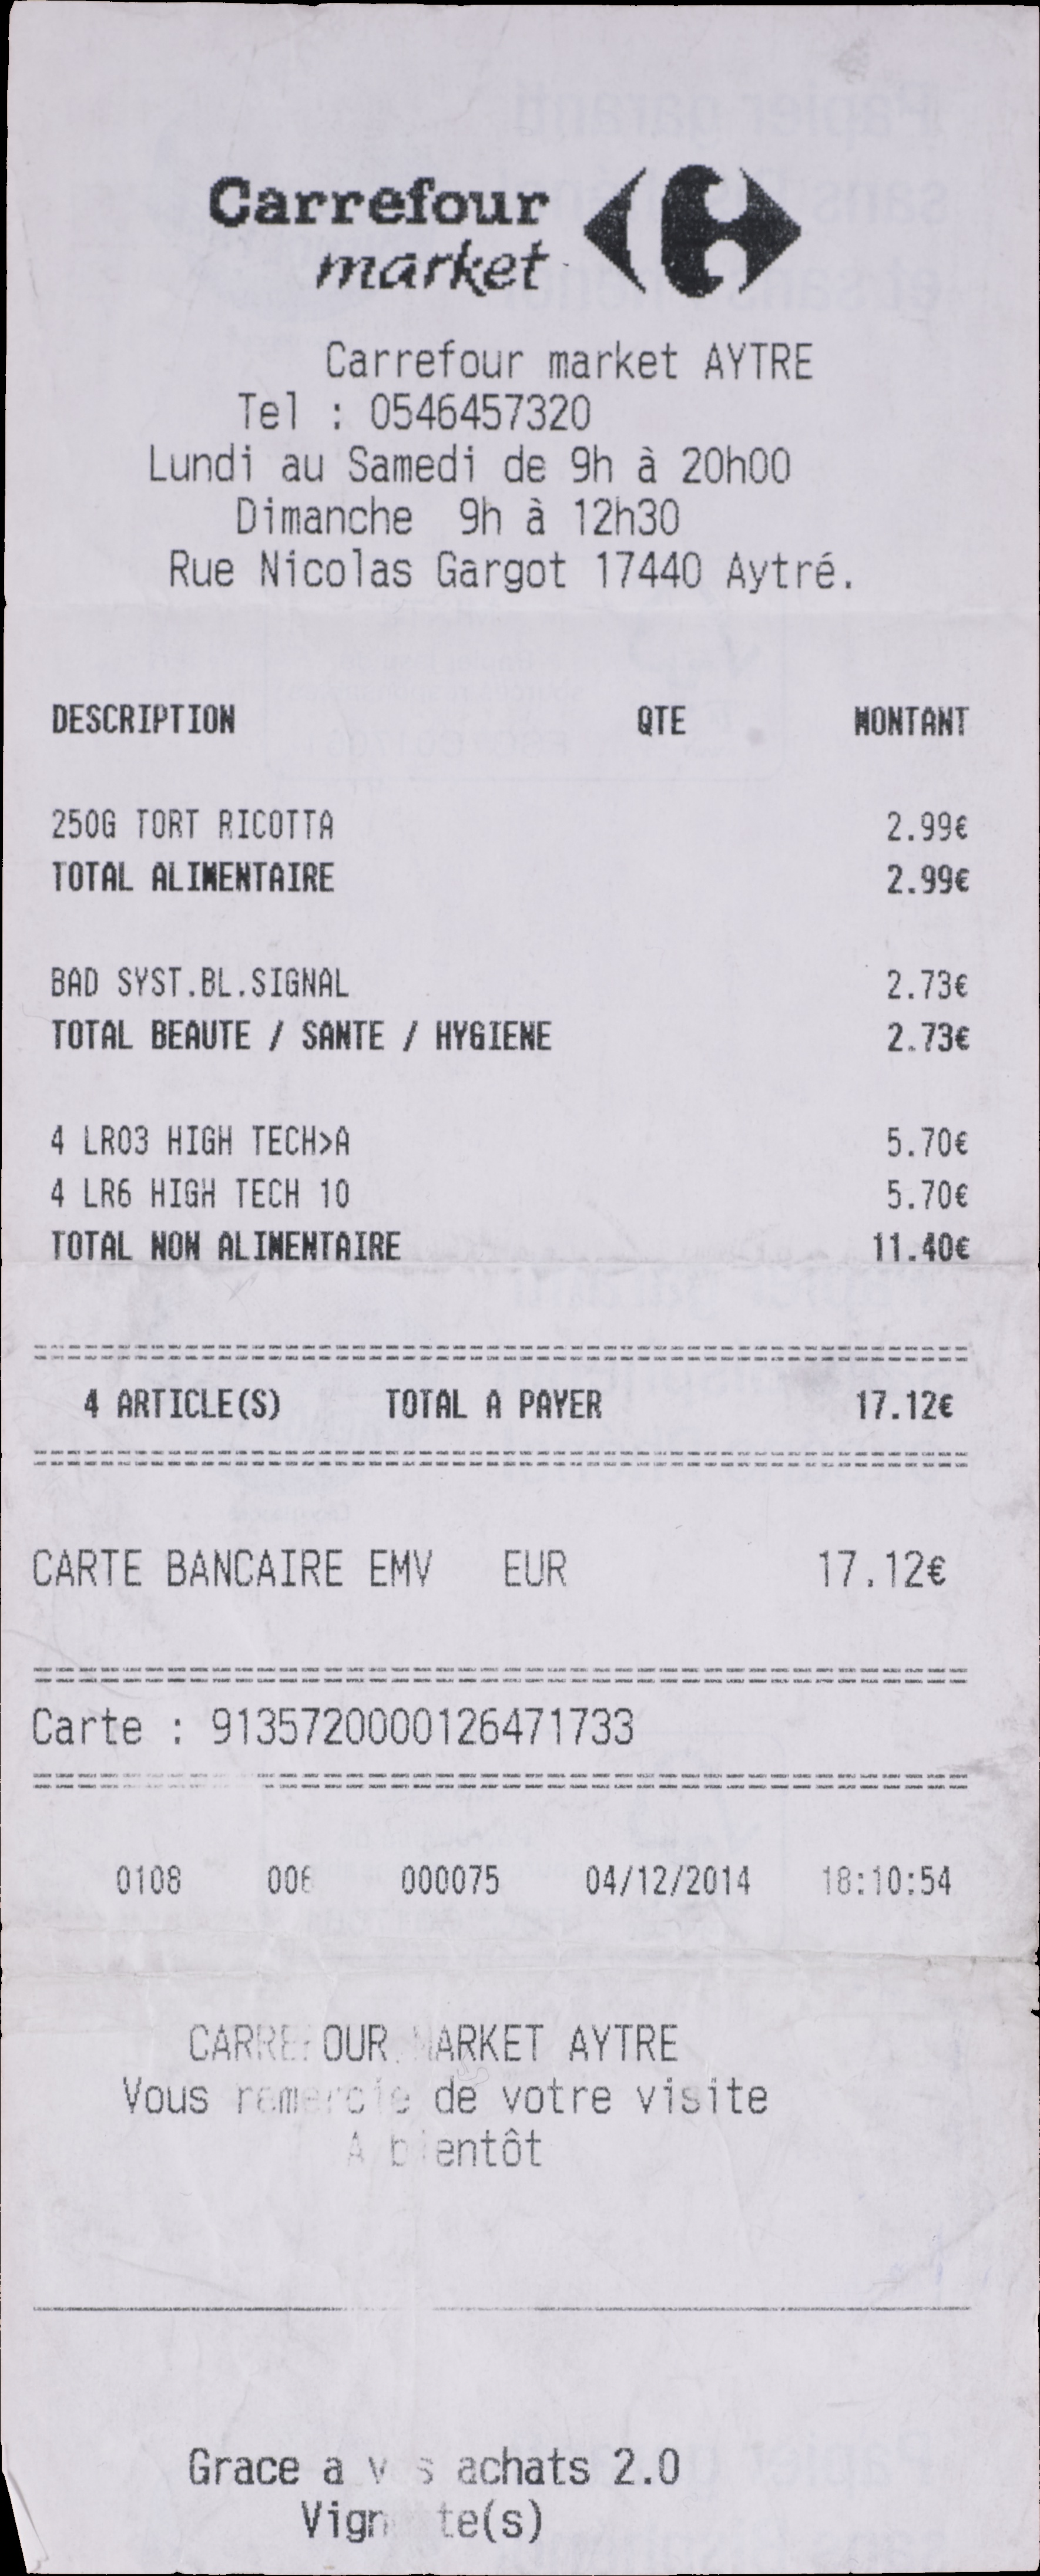 Carrefour
market
Carrefour market AYTRE
Tel : 0546457320
Lundi au Samedi de 9h à 20h00
Dimanche 9h à 12h30
Rue Nicolas Gargot 17440 Aytré.
DESCRIPTION QTE MONTANT
250G TORT RICOTTA 2.99€
TOTAL ALIMENTAIRE 2.99€
BAD SYST.BL.SIGNAL 2.73€
TOTAL BEAUTE / SANTE / HYGIENE 2.73€
4 LR03 HIGH TECH>A 5.70€
4 LR6 HIGH TECH 10 5.70€
TOTAL NON ALIMENTAIRE 11.40€
4 ARTICLE(S) TOTAL A PAYER 17.12€
CARTE BANCAIRE EMV EUR 17.12€
Carte : 9135720000126471733
0108 006 000075 04/12/2014 18:10:54
CARREFOUR MARKET AYTRE
Vous remercie de votre visite
A bientôt
Grace a vos achats 2.0
Vignette(s)